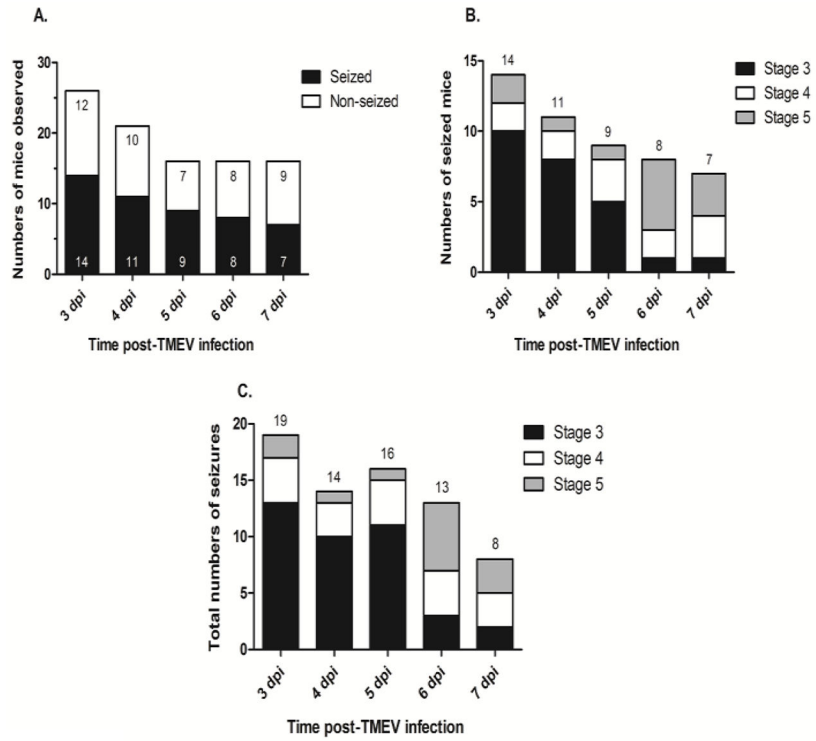 A.
30
20
10
0
Numbers of mice observed
12
10
7
8
9
14
11
9
8
7
Seized
Non-seized
3 dpi
4 dpi
5 dpi
6 dpi
7 dpi
Time post-TMEV infection
B.
15
10
5
0
Numbers of seized mice
14
11
9
8
7
Stage 3
Stage 4
Stage 5
3 dpi
4 dpi
5 dpi
6 dpi
7 dpi
Time post-TMEV infection
C.
20
15
10
5
0
Total numbers of seizures
19
14
16
13
8
Stage 3
Stage 4
Stage 5
3 dpi
4 dpi
5 dpi
6 dpi
7 dpi
Time post-TMEV infection